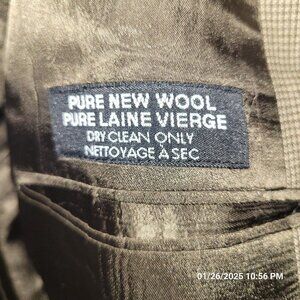 PURE NEW WOOL
PURE LAINE VIERGE
DRY CLEAN ONLY
NETTOYAGE À SEC
01/26/2025 10:56 PM